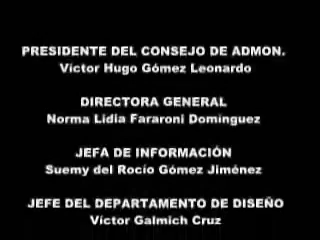 PRESIDENTE DEL CONSEJO DE ADMON.
Víctor Hugo Gómez Leonardo
DIRECTORA GENERAL
Norma Lidia Fararoni Domínguez
JEFA DE INFORMACIÓN
Suemy del Rocío Gómez Jiménez
JEFE DEL DEPARTAMENTO DE DISEÑO
Víctor Galmich Cruz